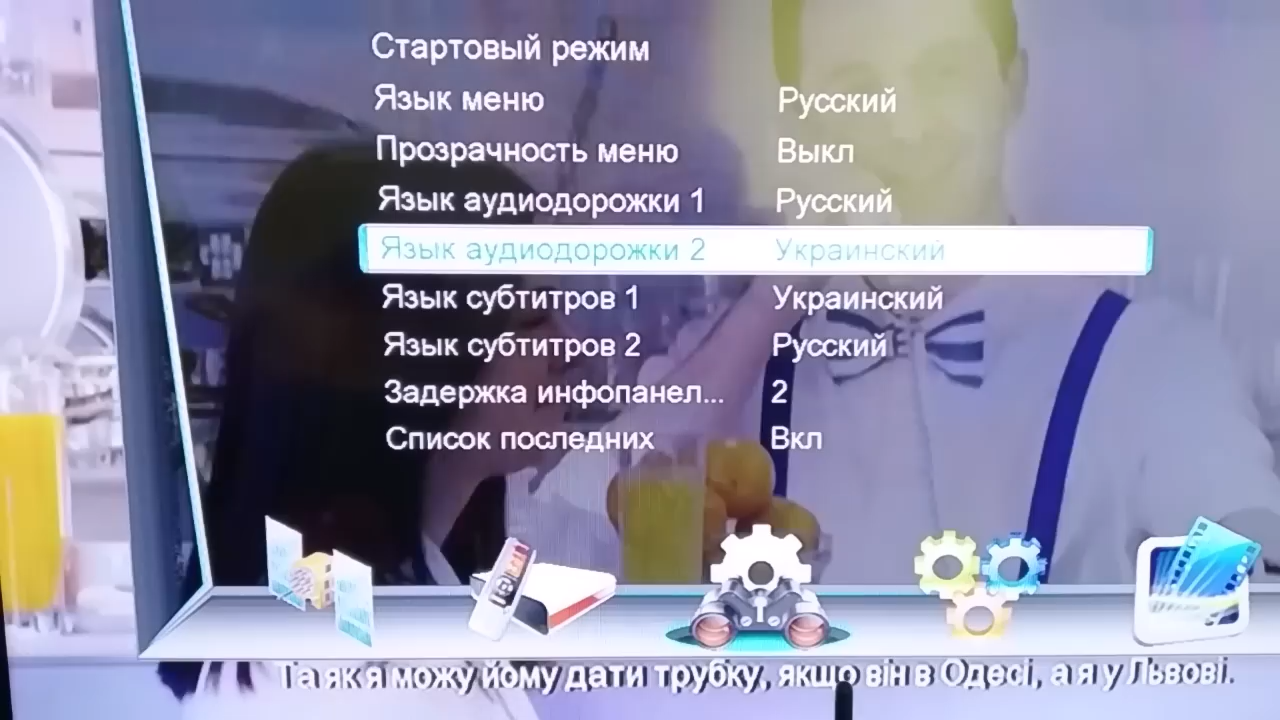 Стартовый режим
Язык меню Русский
Прозрачность меню Выкл
Язык аудиодорожки 1 Русский
Язык аудиодорожки 2 Украинский
Язык субтитров 1 Украинский
Язык субтитров 2 Русский
Задержка инфопанел... 2
Список последних Вкл
Та як я можу йому дати трубку, якщо він в Одесі, а я у Львові.